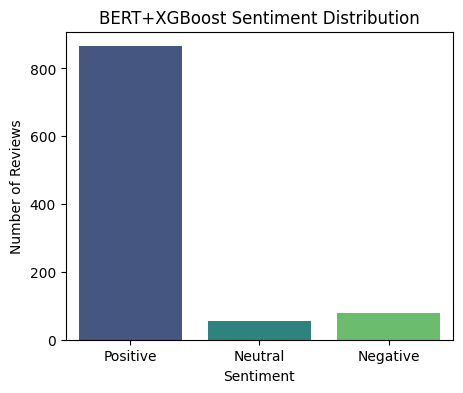 BERT+XGBoost Sentiment Distribution
800
600
400
200
0
Number of Reviews
Positive Neutral Negative
Sentiment